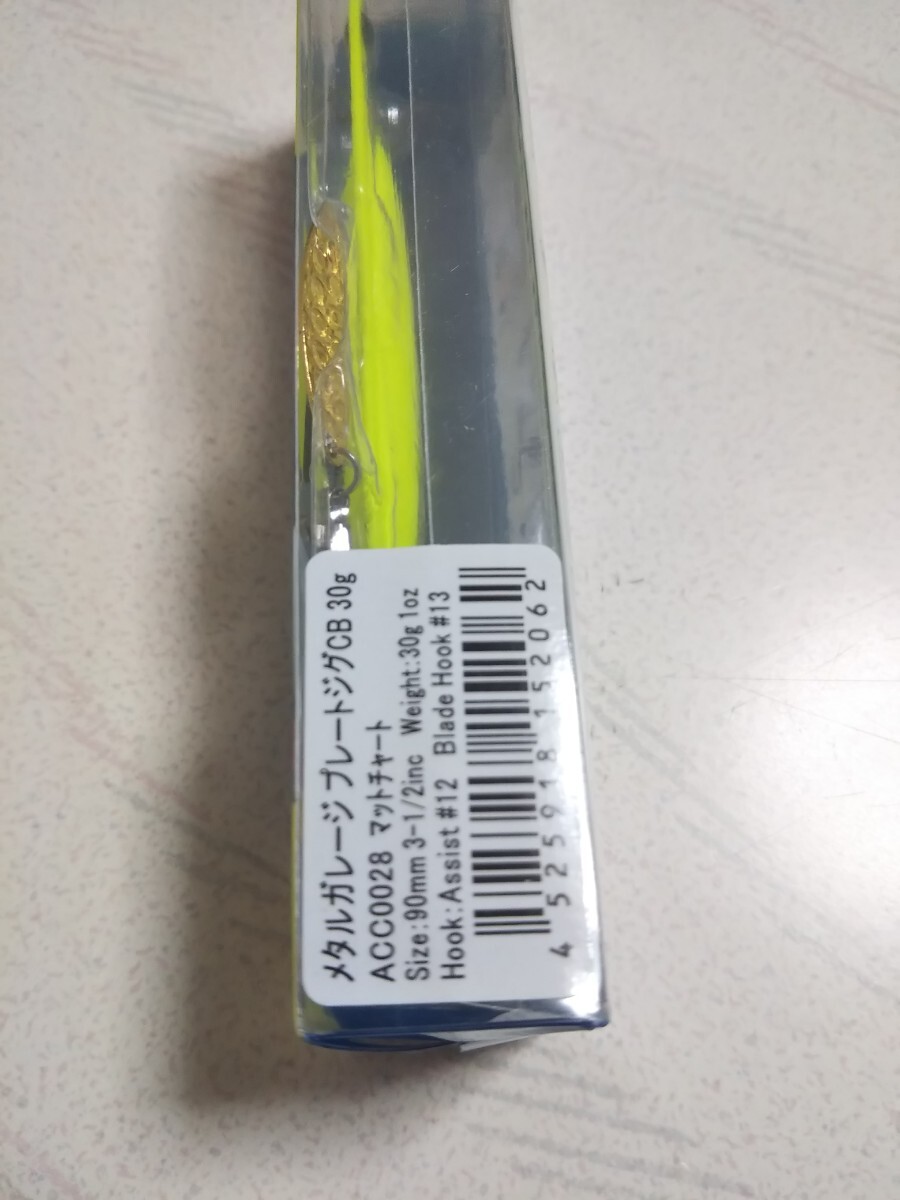 メタルガレージ プレートジグCB 30g
ACC0028 マットチャート
Size:90mm 3-1/2inc Weight:30g 1oz
Hook:Assist #12 Blade Hook #13
4 525918 152062